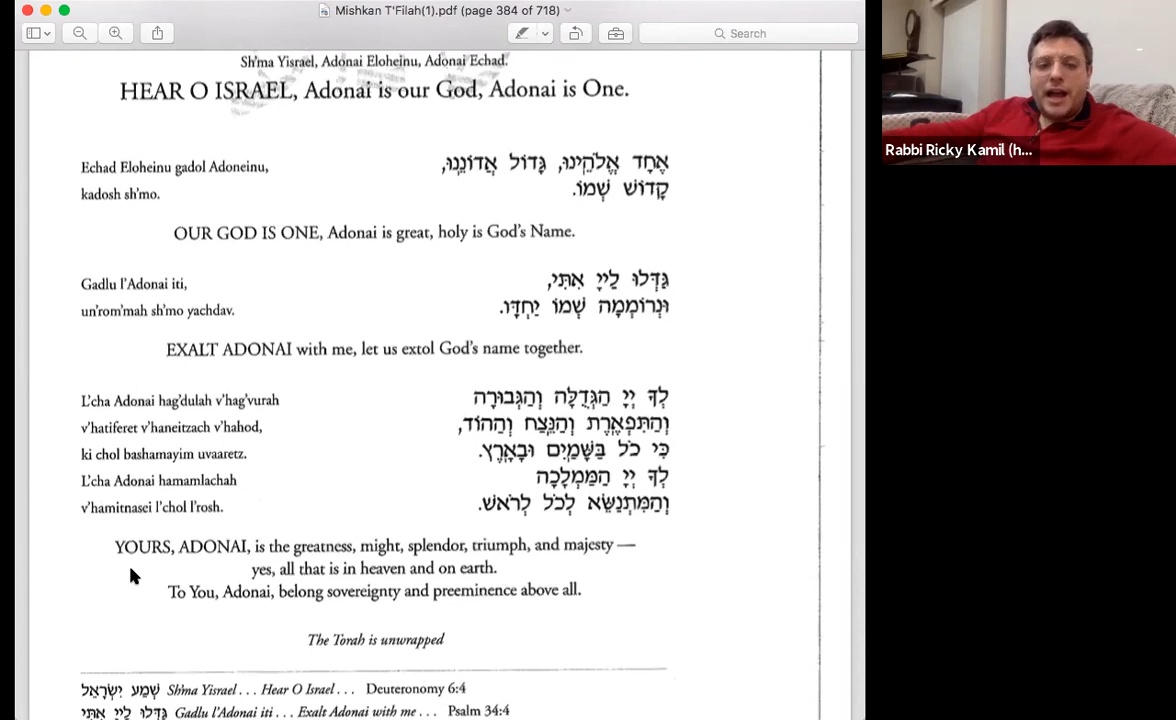 Mishkan T'Filah(1).pdf (page 384 of 718)
Search
Sh'ma Yisrael, Adonai Eloheinu, Adonai Echad.
HEAR O ISRAEL, Adonai is our God, Adonai is One.
Echad Eloheinu gadol Adoneinu,
kadosh sh'mo.
אֶחָד אֱלֹהֵֽינוּ, גָּדוֹל אֲדוֹנֵֽנוּ,
קָדוֹשׁ שְׁמוֹ.
OUR GOD IS ONE, Adonai is great, holy is God's Name.
Gadlu l'Adonai iti,
un'rom'mah sh'mo yachdav.
גַּדְּלוּ לַייָ אִתִּי,
וּנְרוֹמְמָה שְׁמוֹ יַחְדָּו.
EXALT ADONAI with me, let us extol God's name together.
L'cha Adonai hag'dulah v'hag'vurah
v'hatiferet v'haneitzach v'hahod,
ki chol bashamayim uvaaretz.
L'cha Adonai hamamlachah
v'hamitnasei l'chol l'rosh.
לְךָ יְיָ הַגְּדֻלָּה וְהַגְּבוּרָה
וְהַתִּפְאֶֽרֶת וְהַנֵּֽצַח וְהַהוֹד,
כִּי כֹל בַּשָּׁמַֽיִם וּבָאָֽרֶץ.
לְךָ יְיָ הַמַּמְלָכָה
וְהַמִּתְנַשֵּׂא לְכֹל לְרֹאשׁ.
YOURS, ADONAI, is the greatness, might, splendor, triumph, and majesty —
yes, all that is in heaven and on earth.
To You, Adonai, belong sovereignty and preeminence above all.
The Torah is unwrapped
שְׁמַע יִשְׂרָאֵל Sh'ma Yisrael . . . Hear O Israel . . . Deuteronomy 6:4
גַּדְּלוּ לַייָ אִתִּי Gadlu l'Adonai iti . . . Exalt Adonai with me . . . Psalm 34:4
Rabbi Ricky Kamil (h...